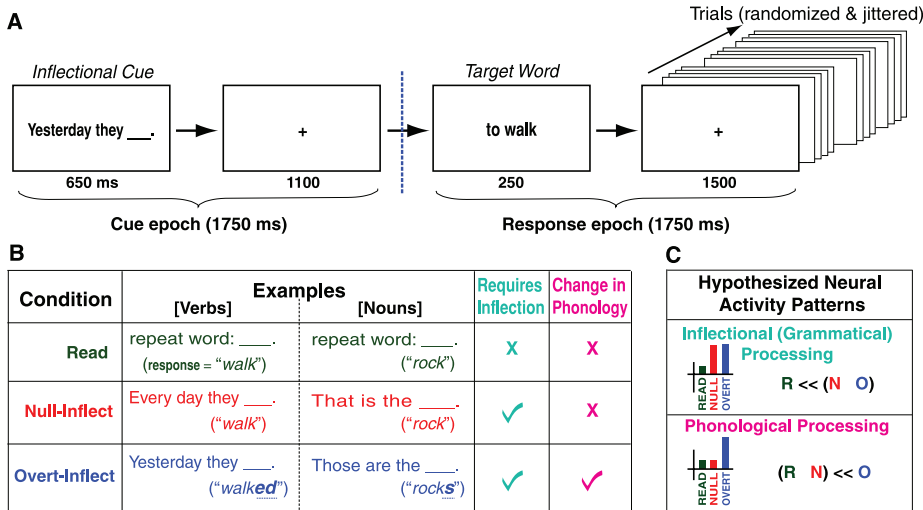 A
Trials (randomized & jittered)
Inflectional Cue
Target Word
Yesterday they ___.
+
to walk
+
650 ms
1100
250
1500
Cue epoch (1750 ms)
Response epoch (1750 ms)
B
Condition
Examples
[Verbs]
[Nouns]
Requires Inflection
Change in Phonology
Read
repeat word: ___.
(response = "walk")
repeat word: ___.
("rock")
X
X
Null-Inflect
Every day they ___.
("walk")
That is the ____.
("rock")
✓
X
Overt-Inflect
Yesterday they ___.
("walked")
Those are the ___.
("rocks")
✓
✓
C
Hypothesized Neural
Activity Patterns
Inflectional (Grammatical)
Processing
READ
NULL
OVERT
R << (N O)
Phonological Processing
READ
NULL
OVERT
(R N) << O